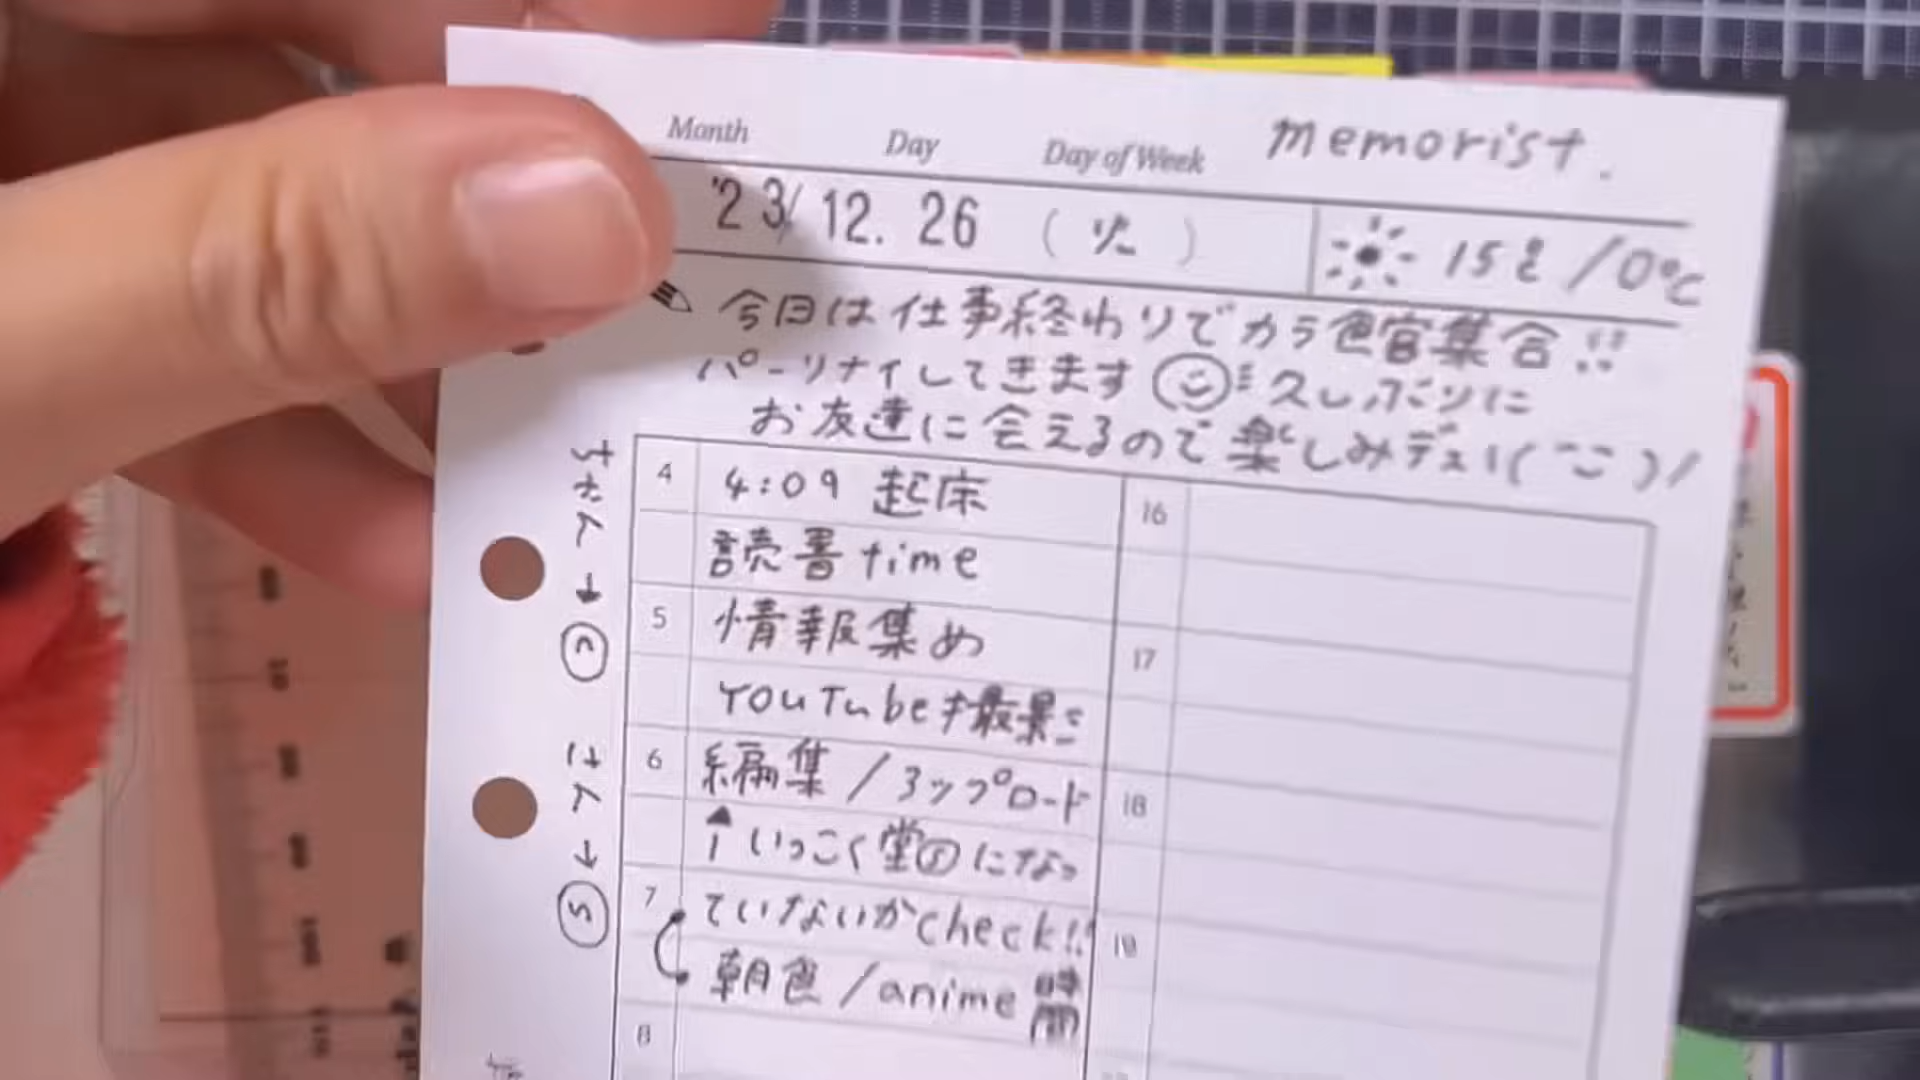 Month Day Day of Week memorist.
'23/ 12. 26 (火) 15℃/0℃
今日は仕事終わりでカラ館集合!!
パーリナイしてきます 久しぶりに
お友達に会えるので楽しみデス!
4 4:09 起床
読書time
5 情報集め
YouTube撮影
6 編集/アップロード
↑いっこく堂になっ
7 ていないかcheck!!
朝食/anime時間
8
16
17
18
19
ちゃん→C
さん→S